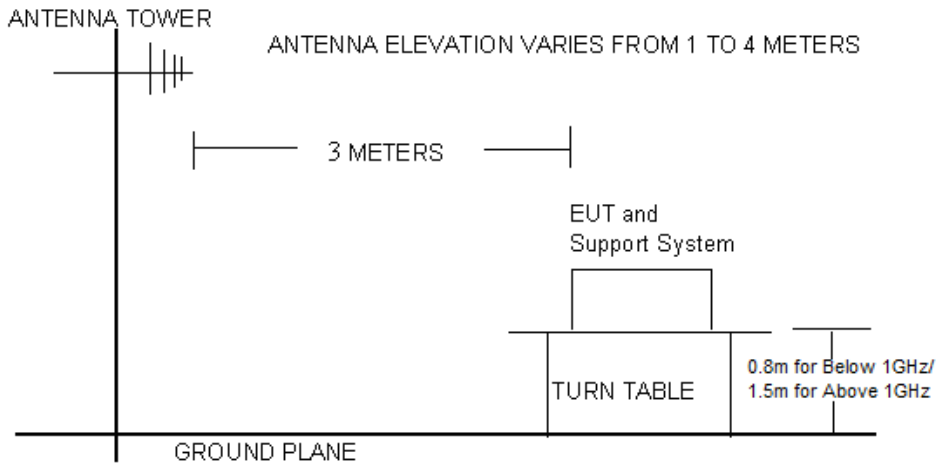 ANTENNA TOWER
ANTENNA ELEVATION VARIES FROM 1 TO 4 METERS
3 METERS
EUT and
Support System
0.8m for Below 1GHz/
1.5m for Above 1GHz
TURN TABLE
GROUND PLANE